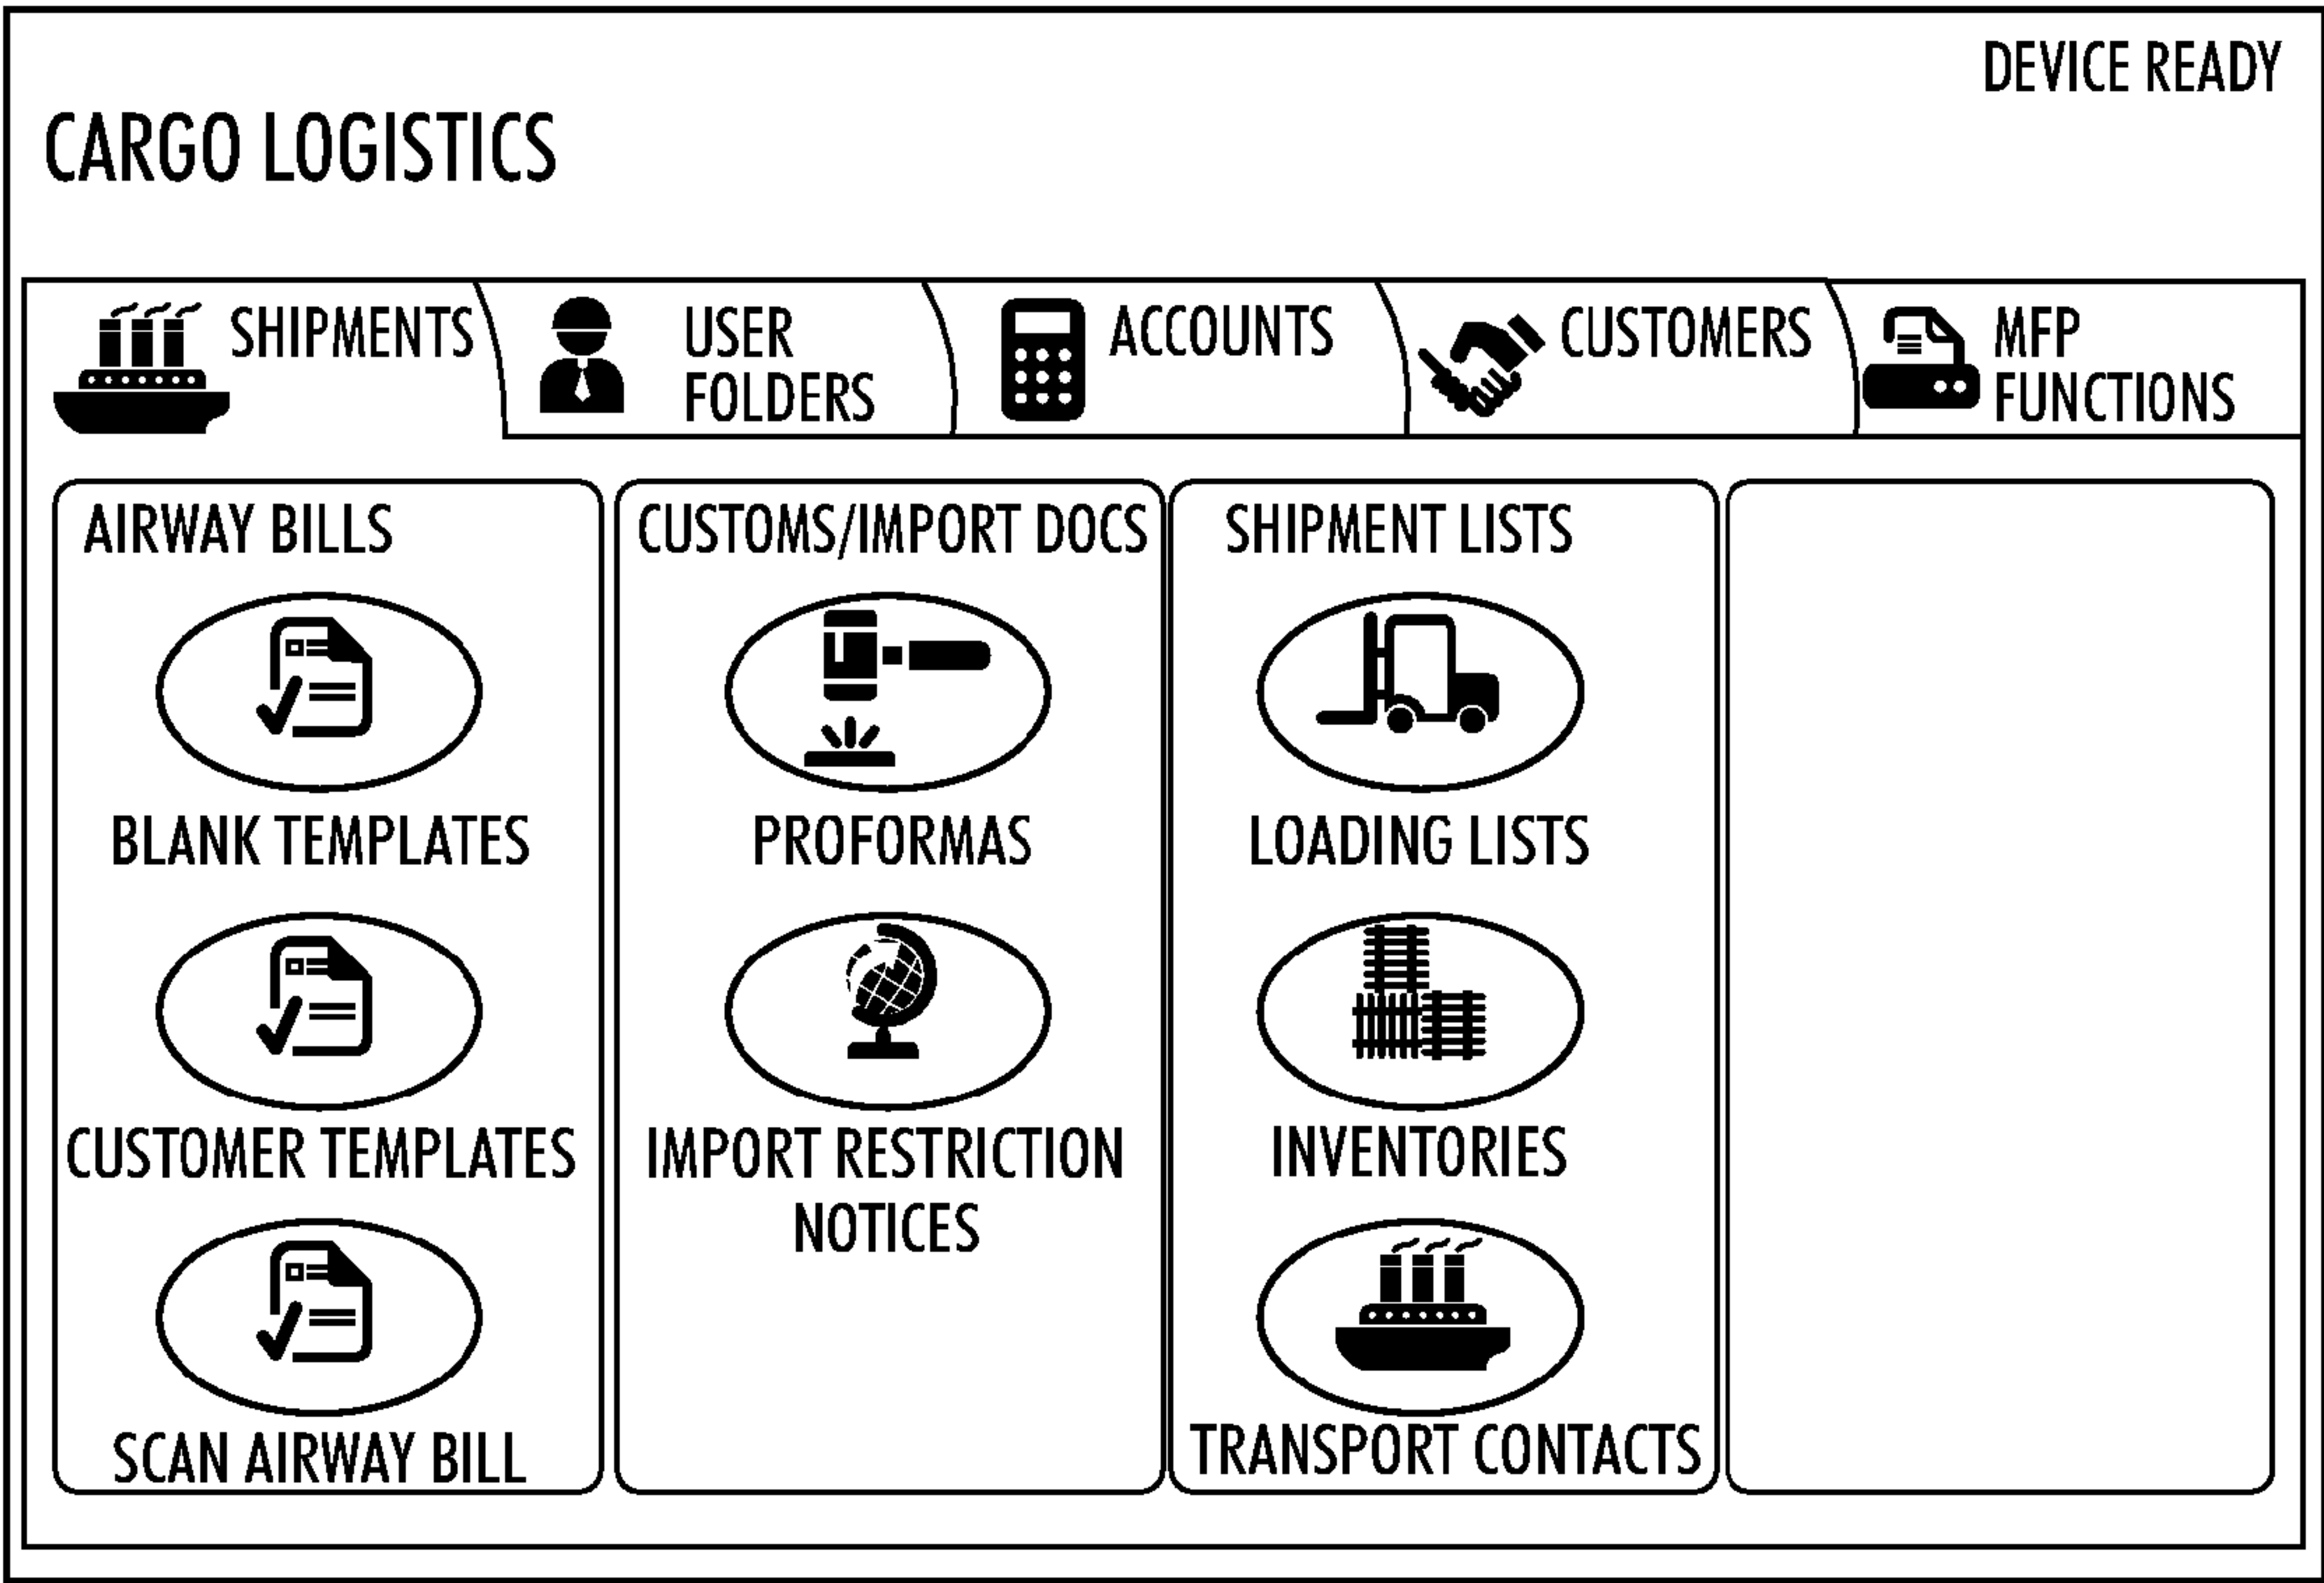 DEVICE READY
CARGO LOGISTICS
SHIPMENTS
USER
FOLDERS
ACCOUNTS
CUSTOMERS
MFP
FUNCTIONS
AIRWAY BILLS
BLANK TEMPLATES
CUSTOMER TEMPLATES
SCAN AIRWAY BILL
CUSTOMS/IMPORT DOCS
PROFORMAS
IMPORT RESTRICTION
NOTICES
SHIPMENT LISTS
LOADING LISTS
INVENTORIES
TRANSPORT CONTACTS